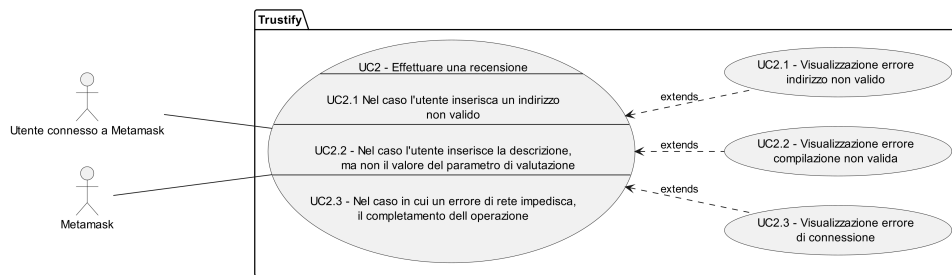 Trustify
Utente connesso a Metamask
Metamask
UC2 - Effettuare una recensione
UC2.1 Nel caso l'utente inserisca un indirizzo
non valido
UC2.2 - Nel caso l'utente inserisce la descrizione,
ma non il valore del parametro di valutazione
UC2.3 - Nel caso in cui un errore di rete impedisca,
il completamento dell operazione
extends
extends
extends
UC2.1 - Visualizzazione errore
indirizzo non valido
UC2.2 - Visualizzazione errore
compilazione non valida
UC2.3 - Visualizzazione errore
di connessione